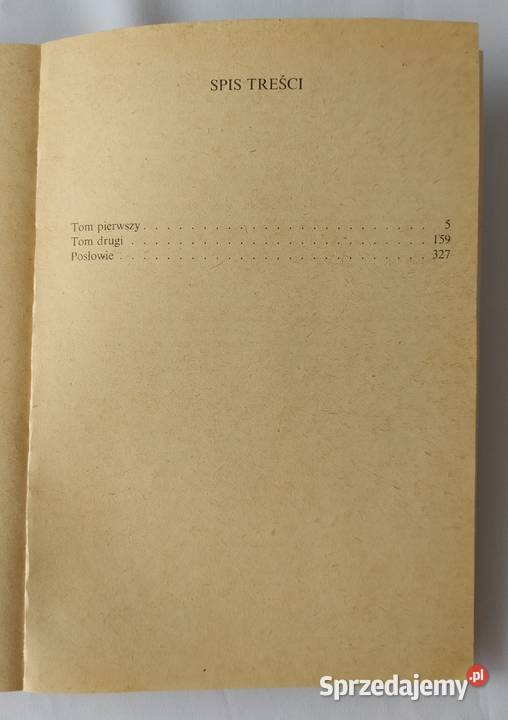 SPIS TREŚCI
Tom pierwszy. . . . . . . . . . . . . . . . . . . . . . . . 5
Tom drugi . . . . . . . . . . . . . . . . . . . . . . . . . 159
Posłowie . . . . . . . . . . . . . . . . . . . . . . . . . 327
Sprzedajemy.pl